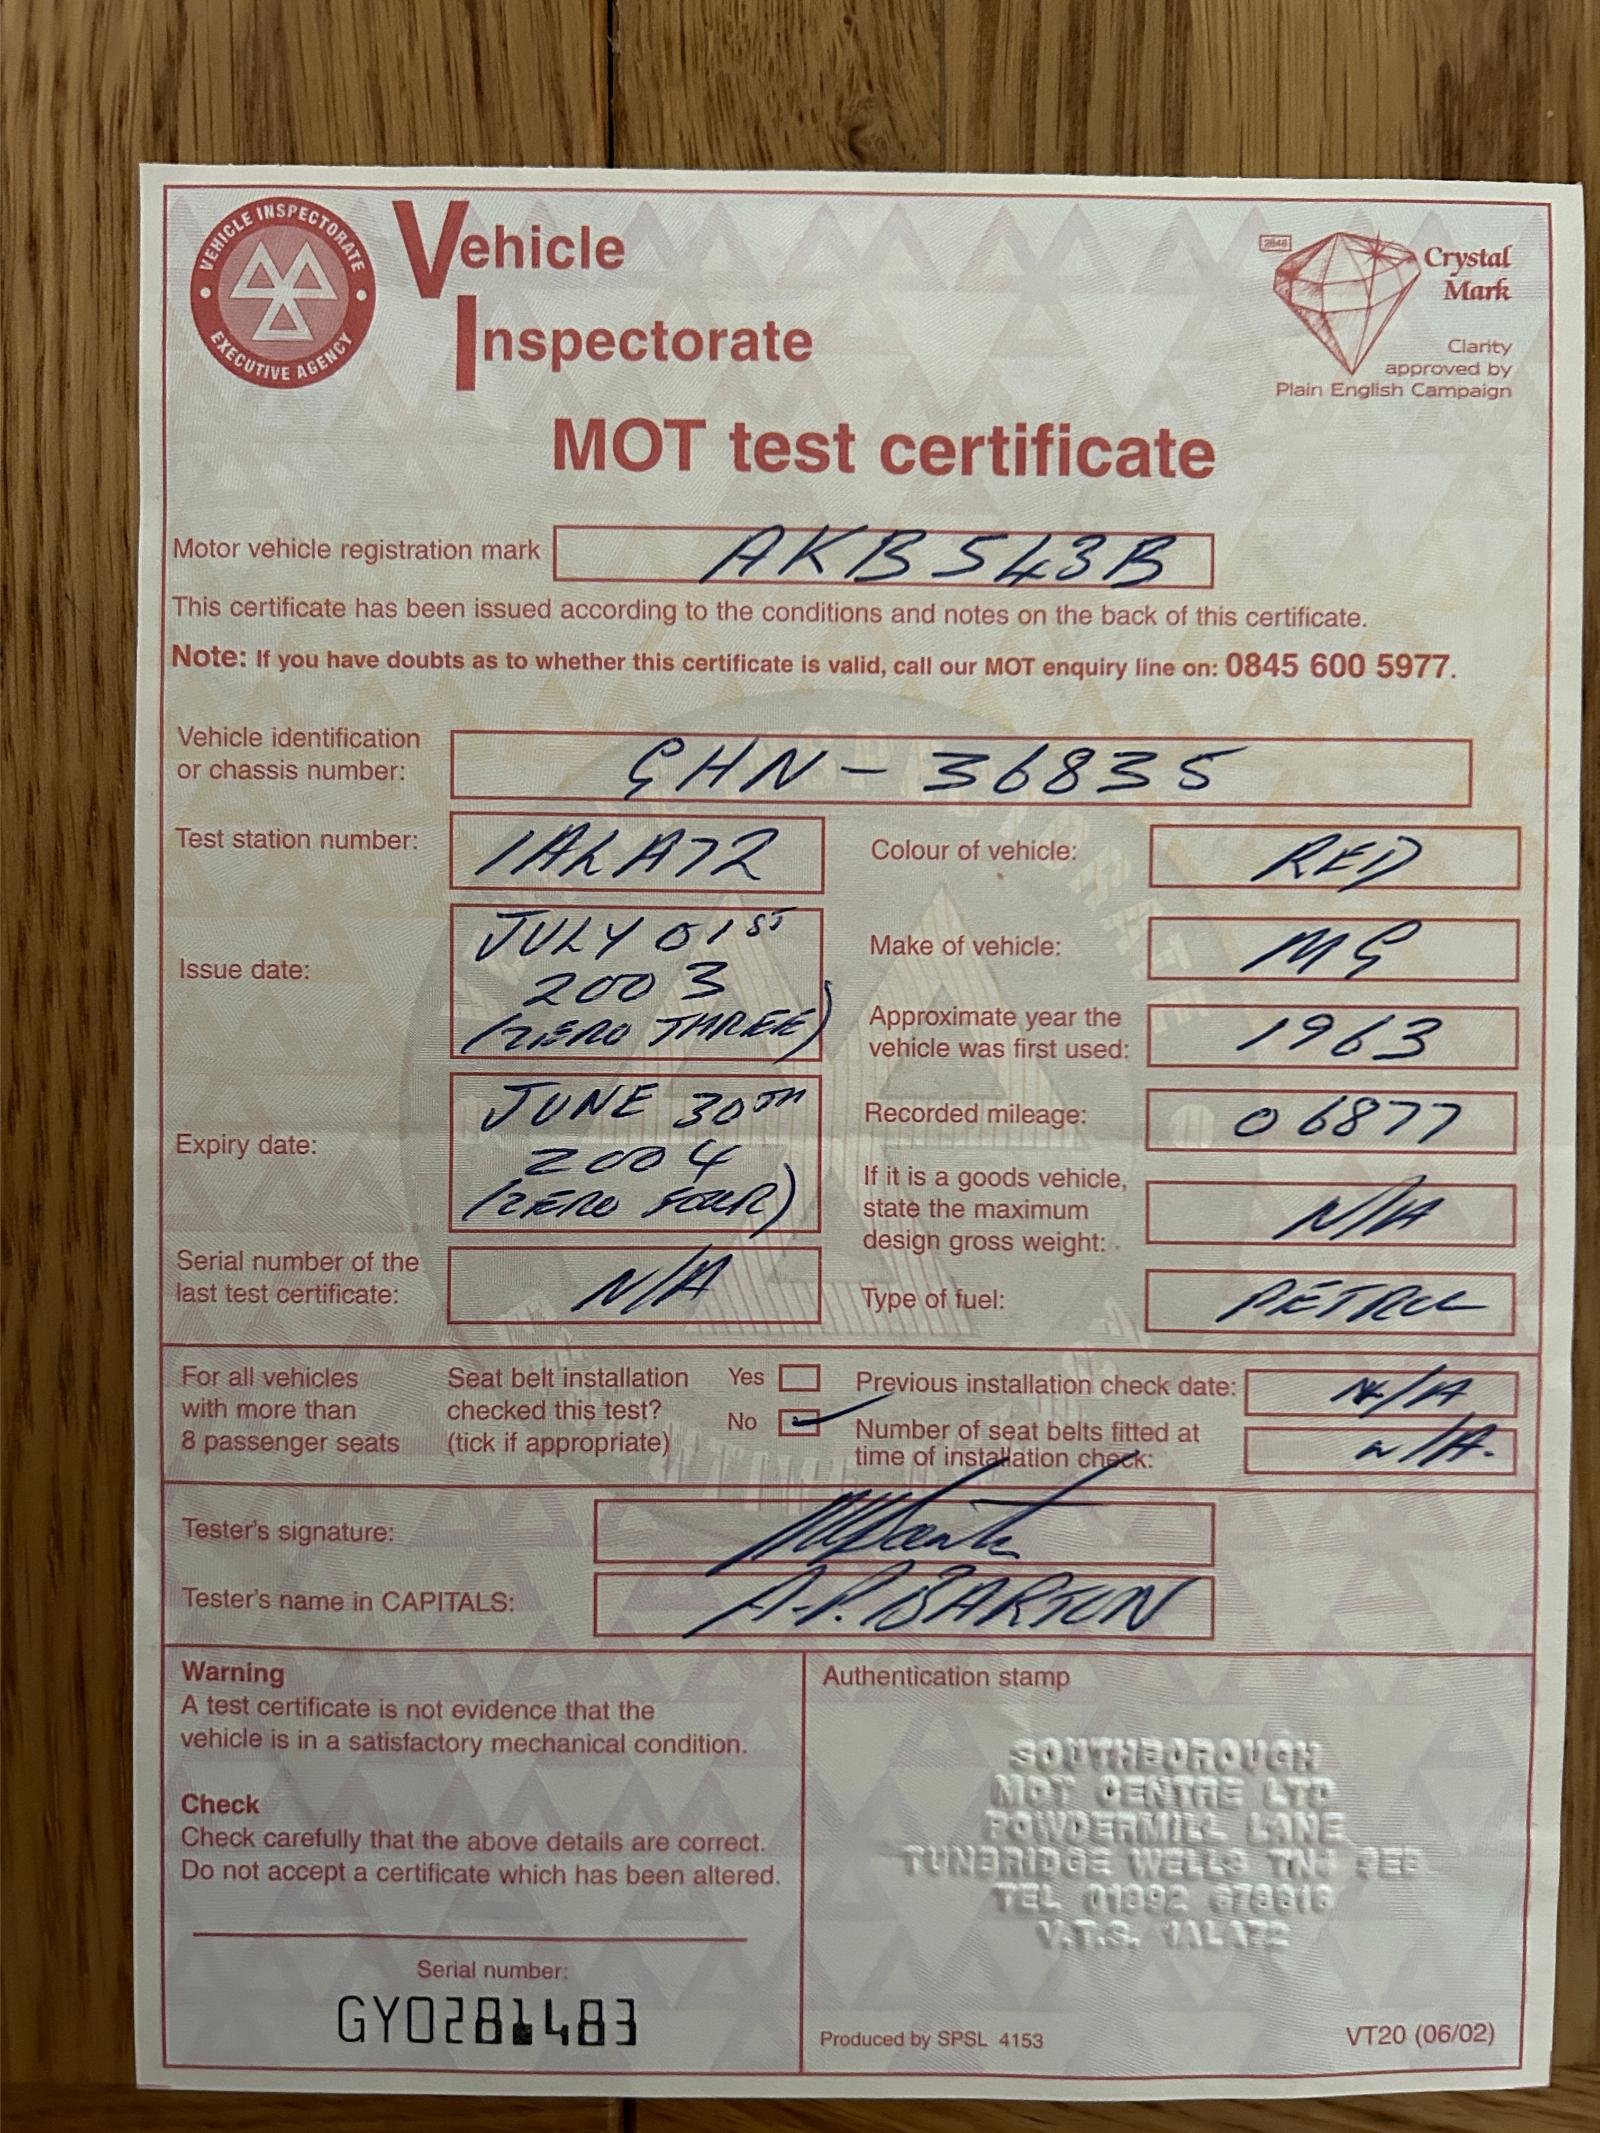 VEHICLE INSPECTORATE
EXECUTIVE AGENCY
Vehicle
Inspectorate
2848
Crystal
Mark
Clarity
approved by
Plain English Campaign
MOT test certificate
Motor vehicle registration mark AKB 543B
This certificate has been issued according to the conditions and notes on the back of this certificate.
Note: If you have doubts as to whether this certificate is valid, call our MOT enquiry line on: 0845 600 5977.
Vehicle identification
or chassis number: GHN - 36835
Test station number: 1ALA72
Colour of vehicle: RED
Issue date: JULY 01ST
2003
(ZERO THREE)
Make of vehicle: MG
Approximate year the
vehicle was first used: 1963
Expiry date: JUNE 30TH
2004
(ZERO FOUR)
Recorded mileage: 06877
If it is a goods vehicle,
state the maximum
design gross weight: N/A
Serial number of the
last test certificate: N/A
Type of fuel: PETROL
For all vehicles
with more than
8 passenger seats
Seat belt installation
checked this test?
(tick if appropriate)
Yes
No
Previous installation check date: N/A
Number of seat belts fitted at
time of installation check: N/A.
Tester's signature:
Tester's name in CAPITALS: A.P. BARTON
Warning
A test certificate is not evidence that the
vehicle is in a satisfactory mechanical condition.
Check
Check carefully that the above details are correct.
Do not accept a certificate which has been altered.
Serial number:
GY0281483
Authentication stamp
SOUTHBOROUGH
MOT CENTRE LTD
POWDERMILL LANE
TUNBRIDGE WELLS
TEL 01892
V.T.S. 1ALA72
Produced by SPSL 4153
VT20 (06/02)